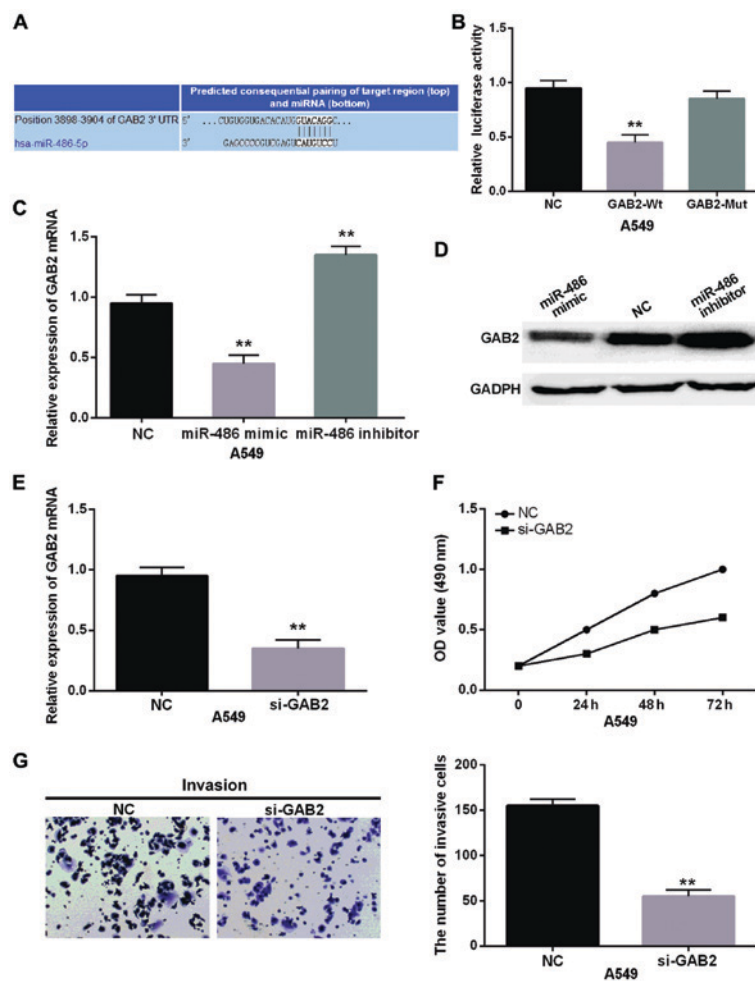 A
Predicted consequential pairing of target region (top)
and miRNA (bottom)
Position 3898-3904 of GAB2 3' UTR 5' ...CUGUGGUGACACAUGGUACAGGC...
hsa-miR-486-5p 3' GAGCCCCGUCGAGUCAUGUCCU
B
Relative luciferase activity
1.5
1.0
0.5
0.0
**
NC GAB2-Wt GAB2-Mut
A549
C
Relative expression of GAB2 mRNA
1.5
1.0
0.5
0.0
**
**
NC miR-486 mimic miR-486 inhibitor
A549
D
miR-486
mimic
NC
miR-486
inhibitor
GAB2
GADPH
E
Relative expression of GAB2 mRNA
1.5
1.0
0.5
0.0
**
NC si-GAB2
A549
F
NC
si-GAB2
OD value (490 nm)
1.5
1.0
0.5
0.0
0 24 h 48 h 72 h
A549
G
Invasion
NC si-GAB2
The number of invasive cells
200
150
100
50
0
**
NC si-GAB2
A549